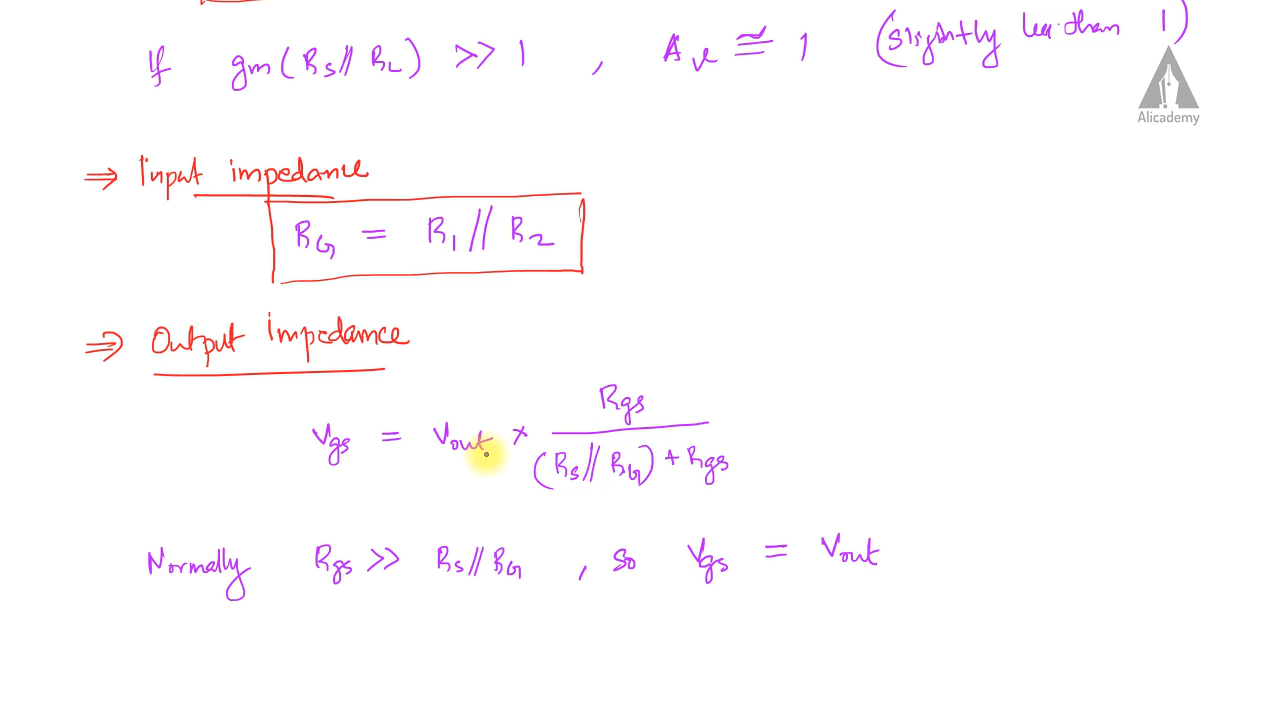 If gm(Rs // RL) >> 1 , Av ≅ 1 (slightly less than 1)
Alicademy
⇒ Input impedance
RG = R1 // R2
⇒ Output impedance
Vgs = Vout × Rgs / (Rs // RG) + Rgs
Normally Rgs >> Rs // RG , so Vgs = Vout